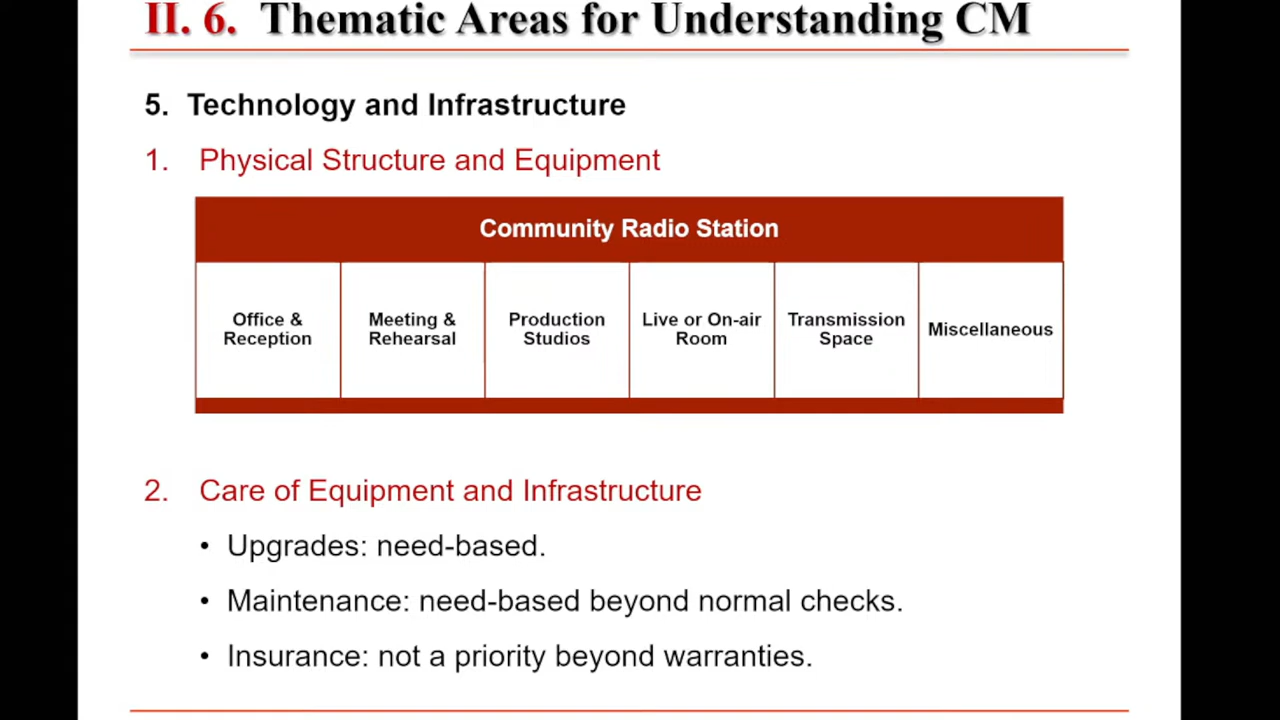 II. 6. Thematic Areas for Understanding CM
5. Technology and Infrastructure
1. Physical Structure and Equipment
Community Radio Station
Office &
Reception
Meeting &
Rehearsal
Production
Studios
Live or On-air
Room
Transmission
Space
Miscellaneous
2. Care of Equipment and Infrastructure
• Upgrades: need-based.
• Maintenance: need-based beyond normal checks.
• Insurance: not a priority beyond warranties.